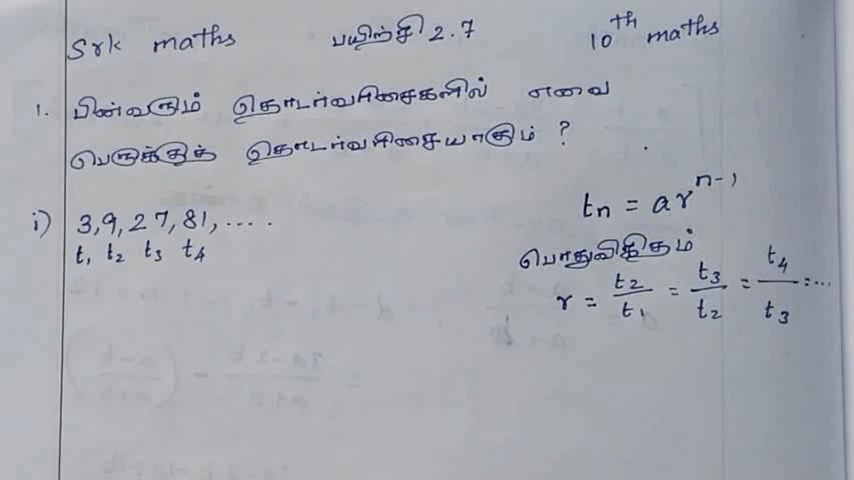 Srk maths பயிற்சி 2.7 10th maths
1. பின்வரும் தொடர்வரிசைகளில் எவை
பெருக்குத் தொடர்வரிசையாகும் ?
i) 3, 9, 27, 81, .....
t1 t2 t3 t4
tn = ar^n-1
பொதுவிகிதம்
r = t2/t1 = t3/t2 = t4/t3 = ...